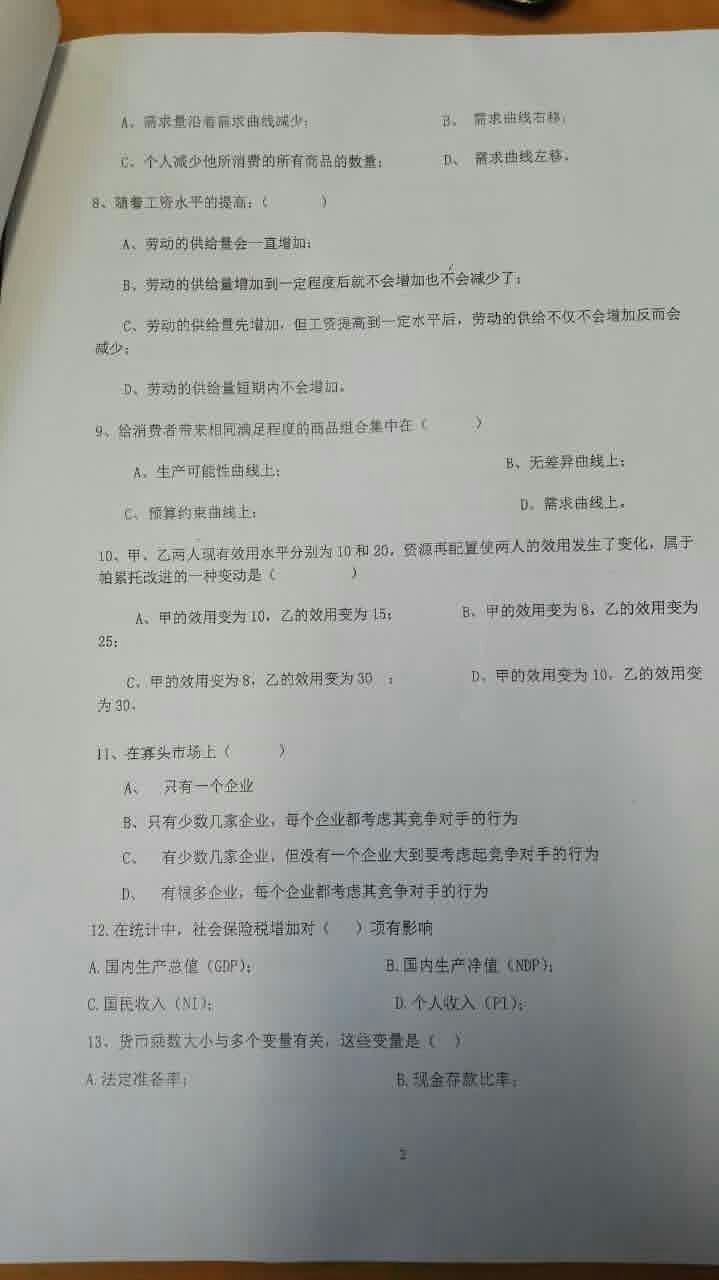 A、需求量沿着需求曲线减少； B、 需求曲线右移；
C、个人减少他所消费的所有商品的数量； D、 需求曲线左移。
8、随着工资水平的提高：（ ）
A、劳动的供给量会一直增加；
B、劳动的供给量增加到一定程度后就不会增加也不会减少了；
C、劳动的供给量先增加，但工资提高到一定水平后，劳动的供给不仅不会增加反而会
减少；
D、劳动的供给量短期内不会增加。
9、给消费者带来相同满足程度的商品组合集中在（ ）
A、生产可能性曲线上； B、无差异曲线上；
C、预算约束曲线上； D、需求曲线上。
10、甲、乙两人现有效用水平分别为 10 和 20，资源再配置使两人的效用发生了变化，属于
帕累托改进的一种变动是（ ）
A、甲的效用变为 10，乙的效用变为 15； B、甲的效用变为 8，乙的效用变为
25；
C、甲的效用变为 8，乙的效用变为 30 ； D、甲的效用变为 10，乙的效用变
为 30。
11、在寡头市场上（ ）
A、 只有一个企业
B、只有少数几家企业，每个企业都考虑其竞争对手的行为
C、 有少数几家企业，但没有一个企业大到要考虑起竞争对手的行为
D、 有很多企业，每个企业都考虑其竞争对手的行为
12.在统计中，社会保险税增加对（ ）项有影响
A.国内生产总值（GDP）； B.国内生产净值（NDP）；
C.国民收入（NI）； D.个人收入（PI）；
13、货币乘数大小与多个变量有关，这些变量是（ ）
A.法定准备率； B.现金存款比率；
2